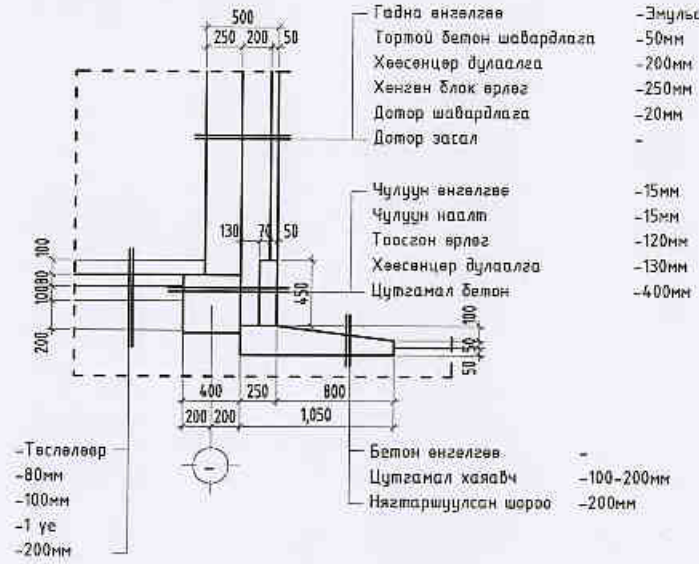 500
250 200 50
Гадна өнгөлгөө -Эмульс
Тортой бетон шавардлага -50мм
Хөөсөнцөр дулаалга -200мм
Хөнгөн блок өрлөг -250мм
Дотор шавардлага -20мм
Дотор засал -
Чулуун өнгөлгөө -15мм
Чулуун наалт -15мм
Тоосгон өрлөг -120мм
Хөөсөнцөр дулаалга -130мм
Цутгамал бетон -400мм
130 70 50
100
80
100
200
450
100
50
50
400 250 800
200 200 1,050
-
-Төслөлөөр
-80мм
-100мм
-1 үе
-200мм
Бетон өнгөлгөө -
Цутгамал хаяавч -100-200мм
Нягтаршуулсан шороо -200мм